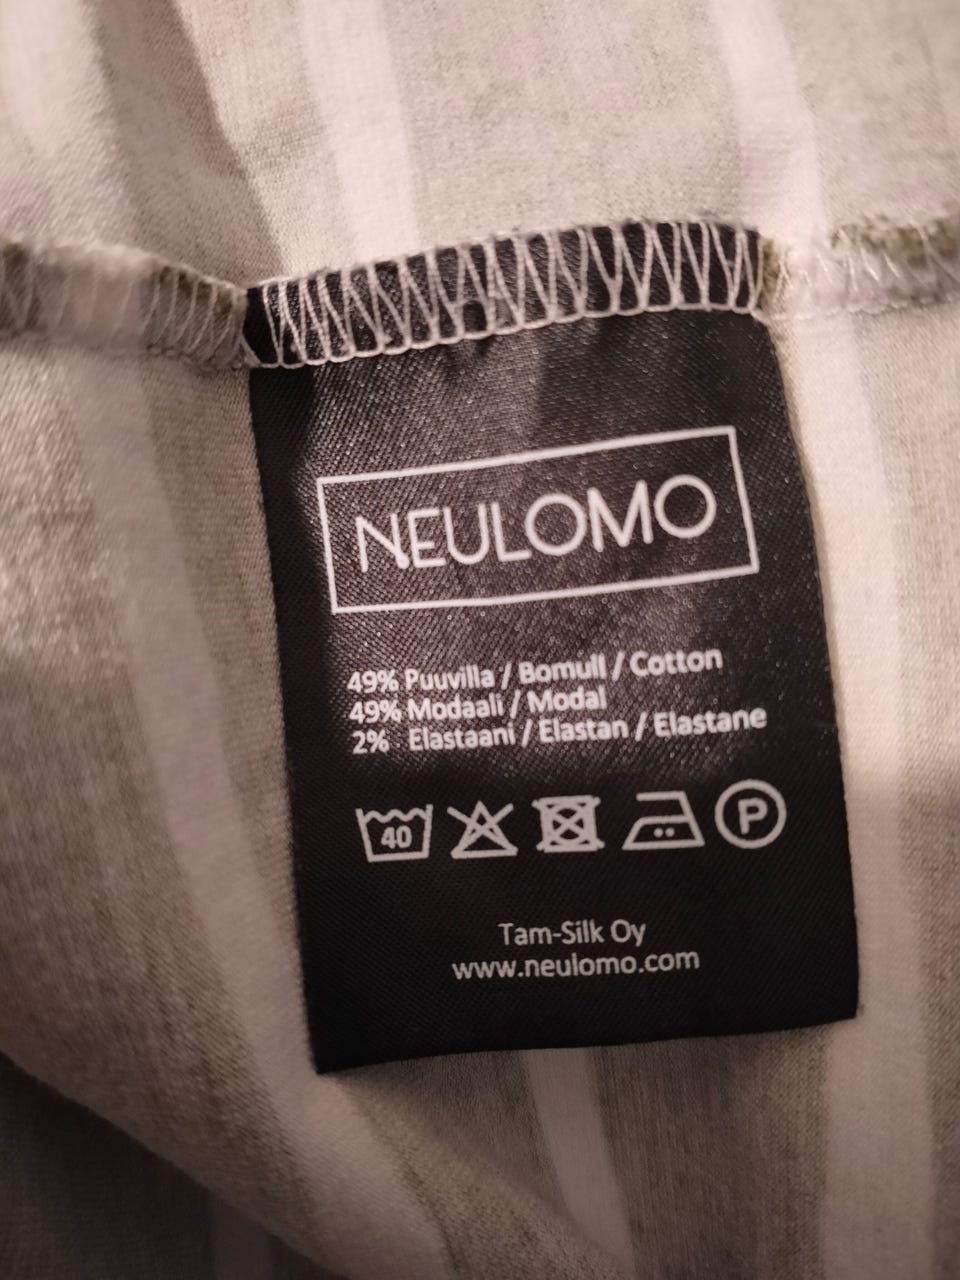 NEULOMO
49% Puuvilla / Bomull / Cotton
49% Modaali / Modal
2% Elastaani / Elastan / Elastane
40 P
Tam-Silk Oy
www.neulomo.com